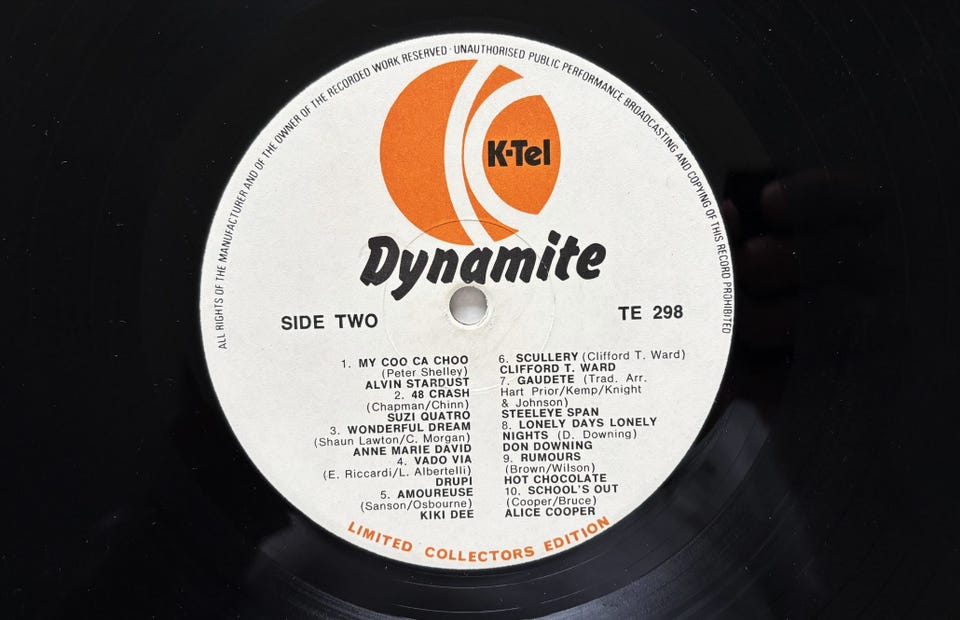 ALL RIGHTS OF THE MANUFACTURER AND OF THE OWNER OF THE RECORDED WORK RESERVED · UNAUTHORISED PUBLIC PERFORMANCE BROADCASTING AND COPYING OF THIS RECORD PROHIBITED
K-Tel
Dynamite
SIDE TWO
TE 298
1. MY COO CA CHOO
(Peter Shelley)
ALVIN STARDUST
2. 48 CRASH
(Chapman/Chinn)
SUZI QUATRO
3. WONDERFUL DREAM
(Shaun Lawton/C. Morgan)
ANNE MARIE DAVID
4. VADO VIA
(E. Riccardi/L. Albertelli)
DRUPI
5. AMOUREUSE
(Sanson/Osbourne)
KIKI DEE
6. SCULLERY (Clifford T. Ward)
CLIFFORD T. WARD
7. GAUDETE (Trad. Arr.
Hart Prior/Kemp/Knight
& Johnson)
STEELEYE SPAN
8. LONELY DAYS LONELY
NIGHTS (D. Downing)
DON DOWNING
9. RUMOURS
(Brown/Wilson)
HOT CHOCOLATE
10. SCHOOL'S OUT
(Cooper/Bruce)
ALICE COOPER
LIMITED COLLECTORS EDITION